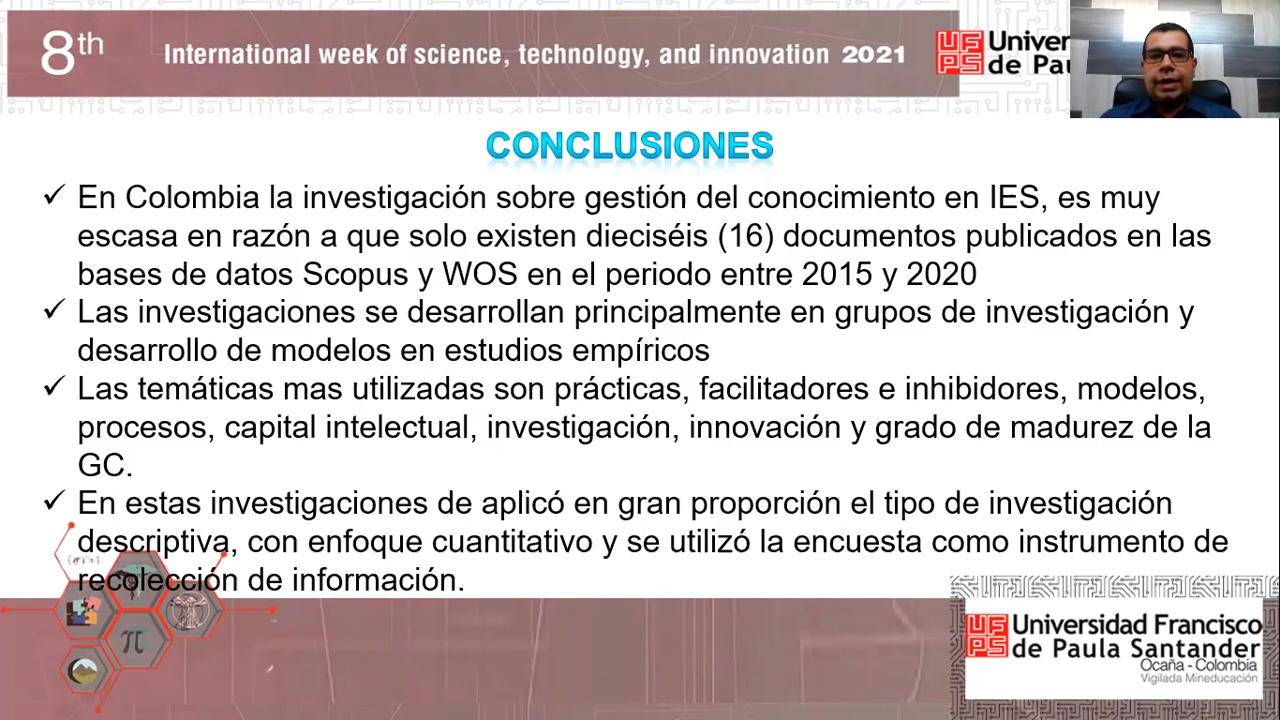 8th
International week of science, technology, and innovation 2021
UFPS
Univer
de Pau
CONCLUSIONES
✓ En Colombia la investigación sobre gestión del conocimiento en IES, es muy
escasa en razón a que solo existen dieciséis (16) documentos publicados en las
bases de datos Scopus y WOS en el periodo entre 2015 y 2020
✓ Las investigaciones se desarrollan principalmente en grupos de investigación y
desarrollo de modelos en estudios empíricos
✓ Las temáticas mas utilizadas son prácticas, facilitadores e inhibidores, modelos,
procesos, capital intelectual, investigación, innovación y grado de madurez de la
GC.
✓ En estas investigaciones de aplicó en gran proporción el tipo de investigación
descriptiva, con enfoque cuantitativo y se utilizó la encuesta como instrumento de
recolección de información.
π
UFPS
Universidad Francisco
de Paula Santander
Ocaña - Colombia
Vigilada Mineducación